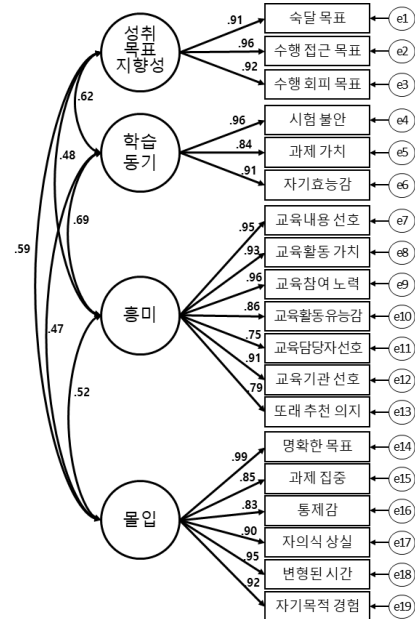 성취
목표
지향성
.91
숙달 목표
e1
.96
수행 접근 목표
e2
.92
수행 회피 목표
e3
.62
학습
동기
.96
시험 불안
e4
.84
과제 가치
e5
.91
자기효능감
e6
.48
.69
.59
.47
.52
흥미
.95
교육내용 선호
e7
.93
교육활동 가치
e8
.96
교육참여 노력
e9
.86
교육활동유능감
e10
.75
교육담당자선호
e11
.91
교육기관 선호
e12
.79
또래 추천 의지
e13
몰입
.99
명확한 목표
e14
.85
과제 집중
e15
.83
통제감
e16
.90
자의식 상실
e17
.95
변형된 시간
e18
.92
자기목적 경험
e19